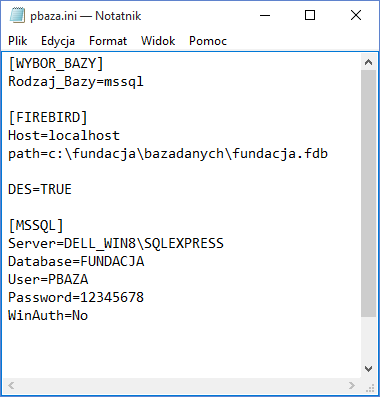 pbaza.ini — Notatnik
Plik Edycja Format Widok Pomoc
[WYBOR_BAZY]
Rodzaj_Bazy=mssql
[FIREBIRD]
Host=localhost
path=c:\fundacja\bazadanych\fundacja.fdb
DES=TRUE
[MSSQL]
Server=DELL_WIN8\SQLEXPRESS
Database=FUNDACJA
User=PBAZA
Password=12345678
WinAuth=No